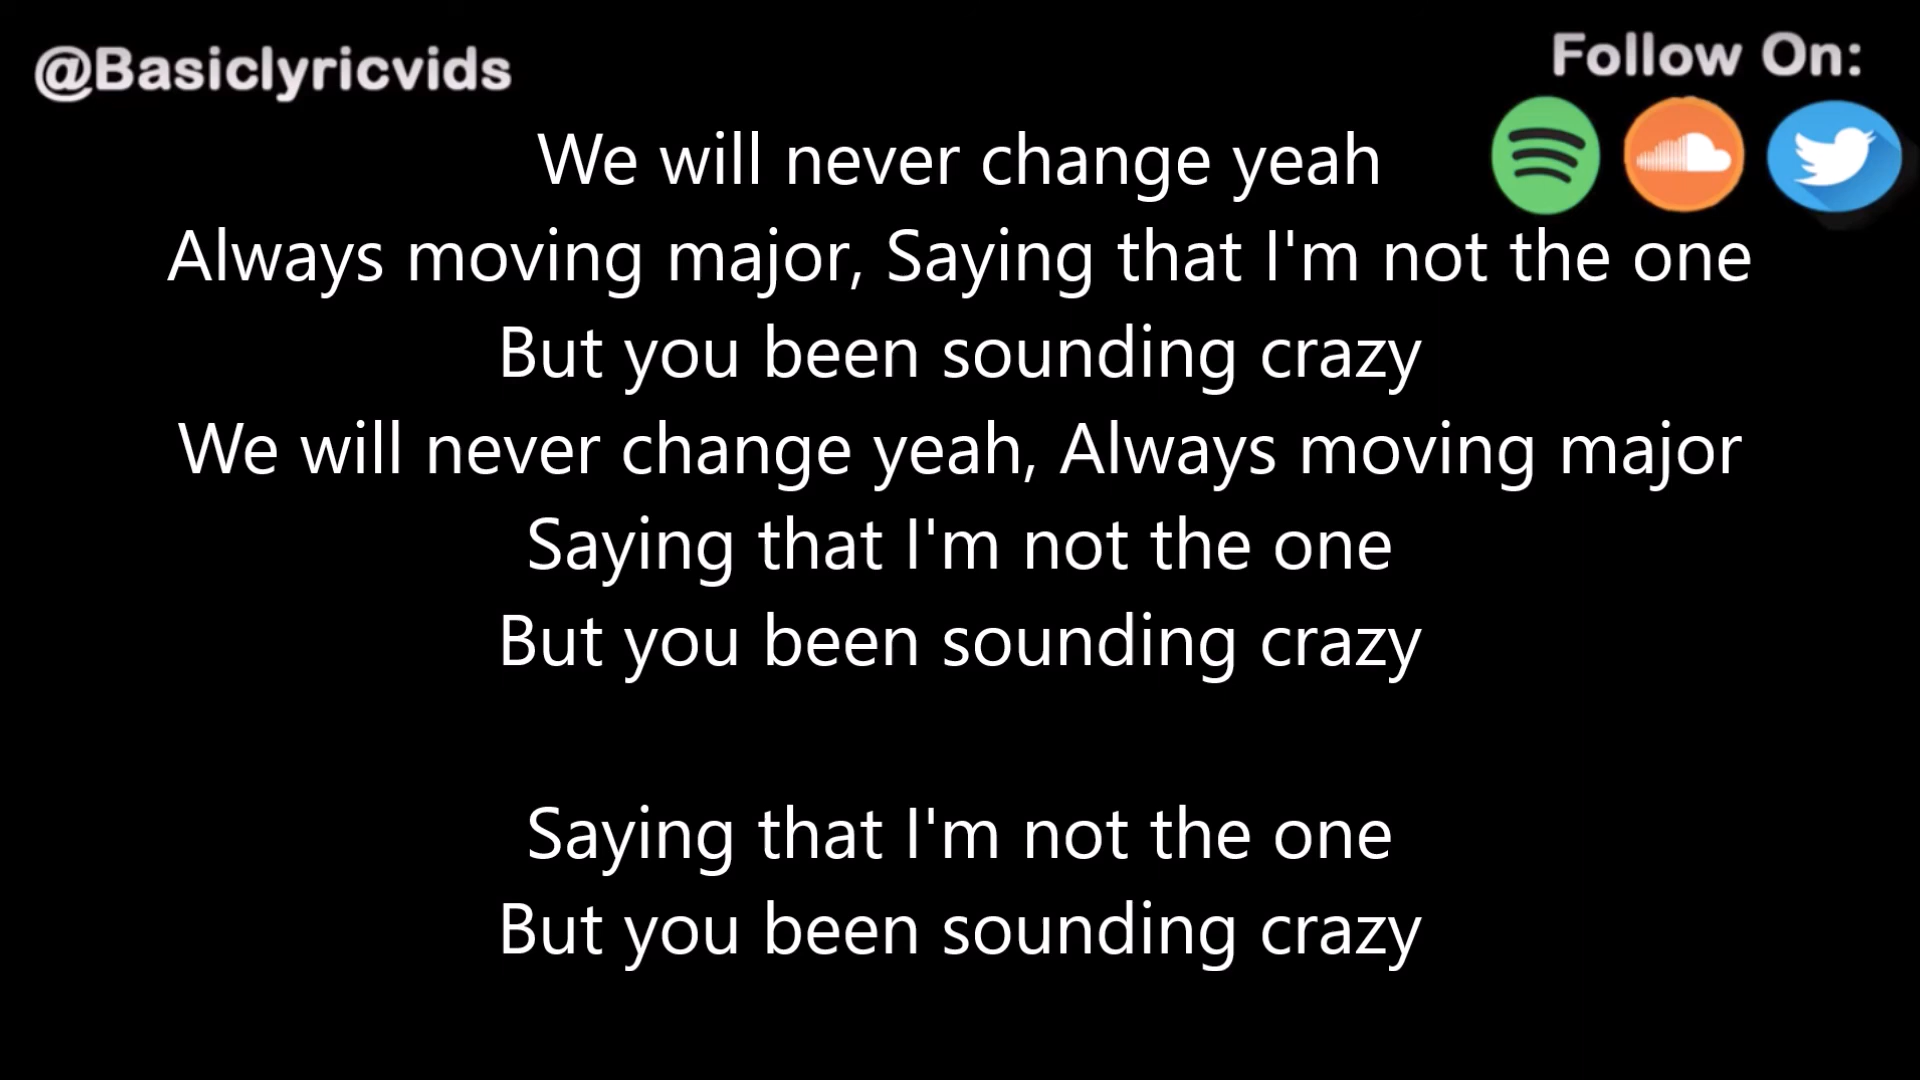 @Basiclyricvids
Follow On:
We will never change yeah
Always moving major, Saying that I'm not the one
But you been sounding crazy
We will never change yeah, Always moving major
Saying that I'm not the one
But you been sounding crazy
Saying that I'm not the one
But you been sounding crazy